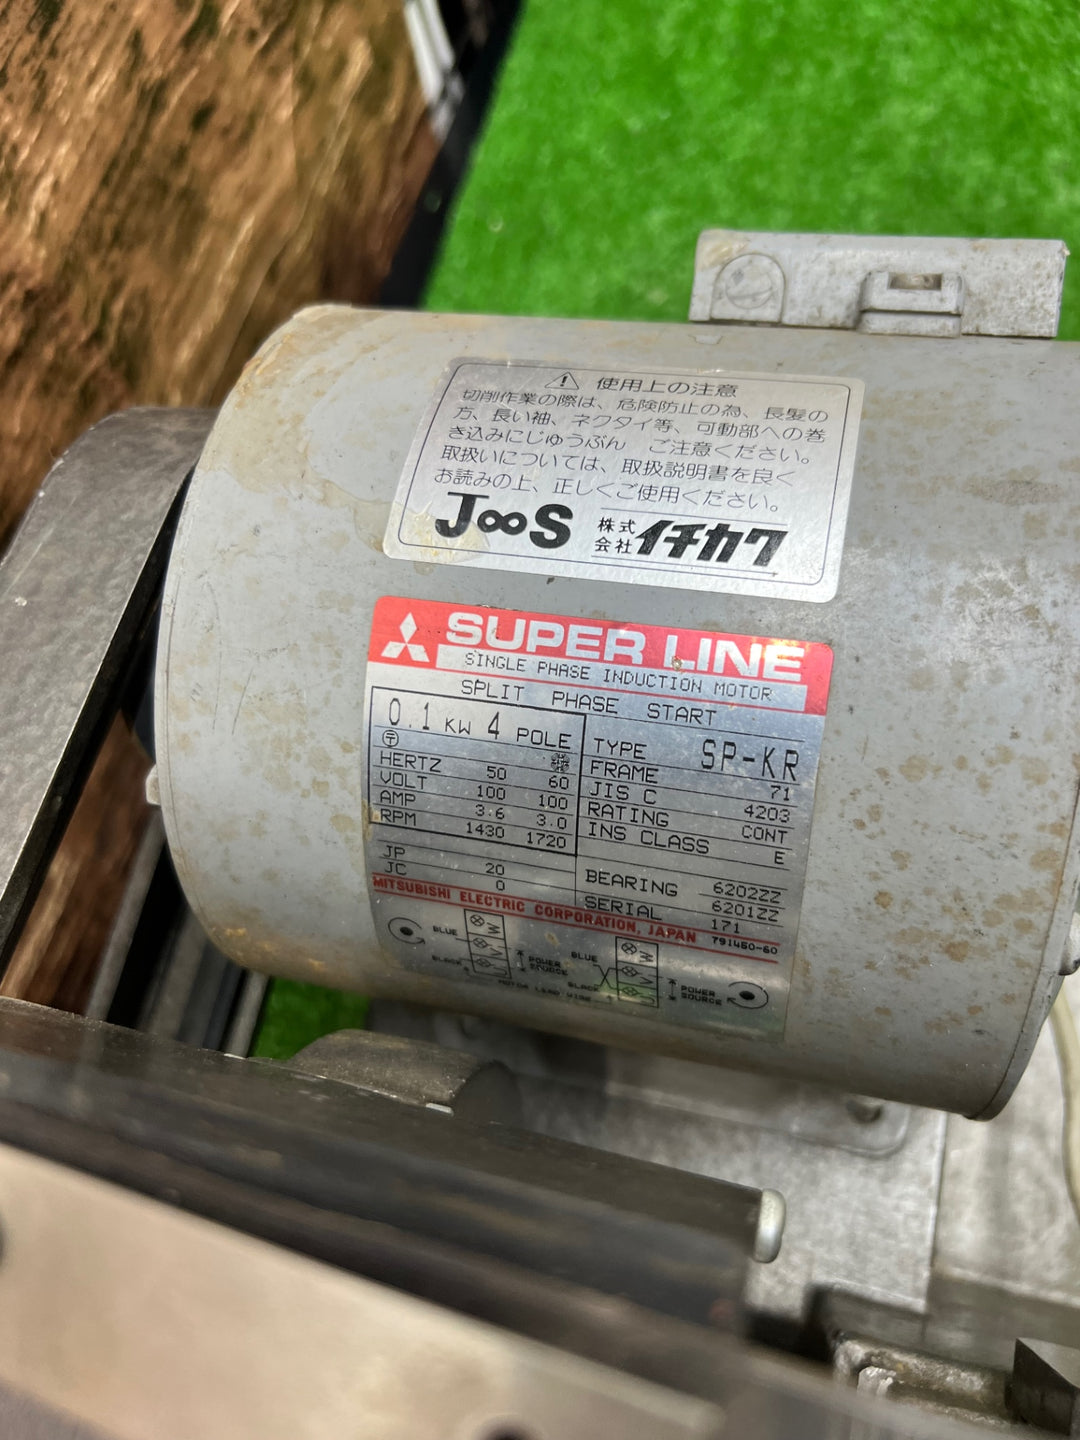 ⚠ 使用上の注意
切削作業の際は、危険防止の為、長髪の
方、長い袖、ネクタイ等、可動部への巻
き込みにじゅうぶん ご注意ください。
取扱いについては、取扱説明書を良く
お読みの上、正しくご使用ください。
J∞S 株式会社 イチカワ
SUPER LINE
SINGLE PHASE INDUCTION MOTOR
SPLIT PHASE START
0.1 KW 4 POLE
HERTZ 50 60
VOLT 100 100
AMP 3.6 3.0
RPM 1430 1720
JP 20
JC 0
TYPE SP-KR
FRAME 71
JIS C 4203
RATING CONT
INS CLASS E
BEARING 6202ZZ
6201ZZ
SERIAL 171
MITSUBISHI ELECTRIC CORPORATION, JAPAN 791450-60
BLUE W
V
BLACK U
POWER SOURCE
BLUE W
V
BLACK U
POWER SOURCE
MOTOR LEAD WIRE